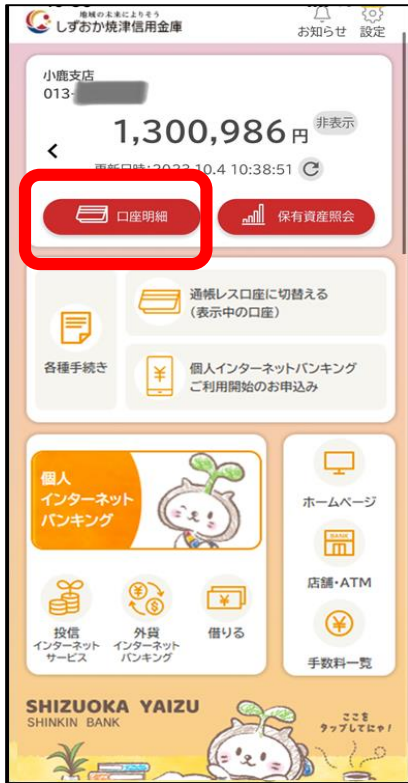 地域の未来によりそう
しずおか焼津信用金庫
お知らせ 設定
小鹿支店
013-
1,300,986 円
非表示
更新日時:2023.10.4 10:38:51
口座明細
保有資産照会
各種手続き
通帳レス口座に切替える
(表示中の口座)
個人インターネットバンキング
ご利用開始のお申込み
個人
インターネット
バンキング
ホームページ
BANK
店舗・ATM
投信
インターネット
サービス
外貨
インターネット
バンキング
借りる
手数料一覧
SHIZUOKA YAIZU
SHINKIN BANK
ここを
タップしてにゃ!